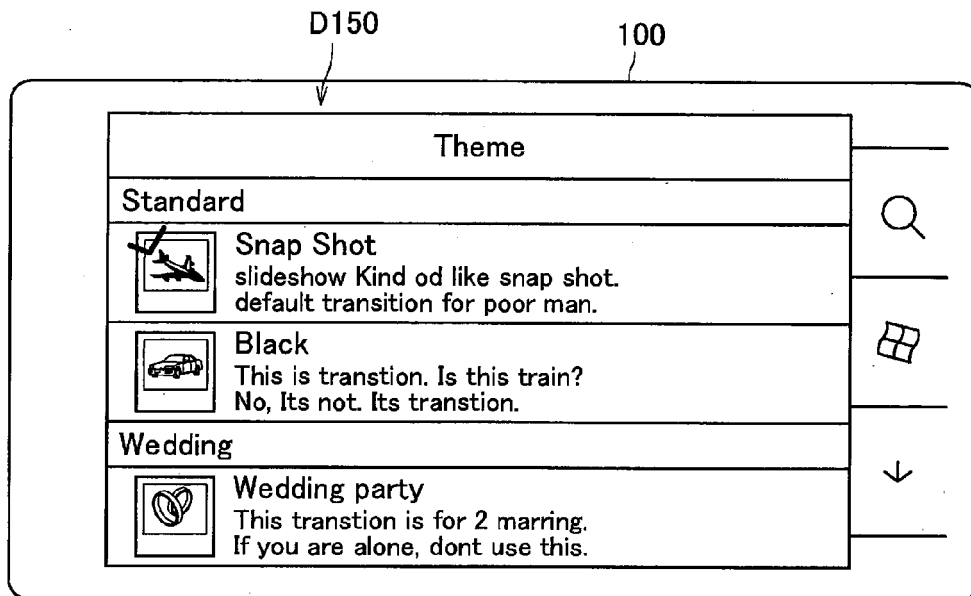 D150
100
Theme
Standard
Snap Shot
slideshow Kind od like snap shot.
default transition for poor man.
Black
This is transtion. Is this train?
No, Its not. Its transtion.
Wedding
Wedding party
This transtion is for 2 marring.
If you are alone, dont use this.